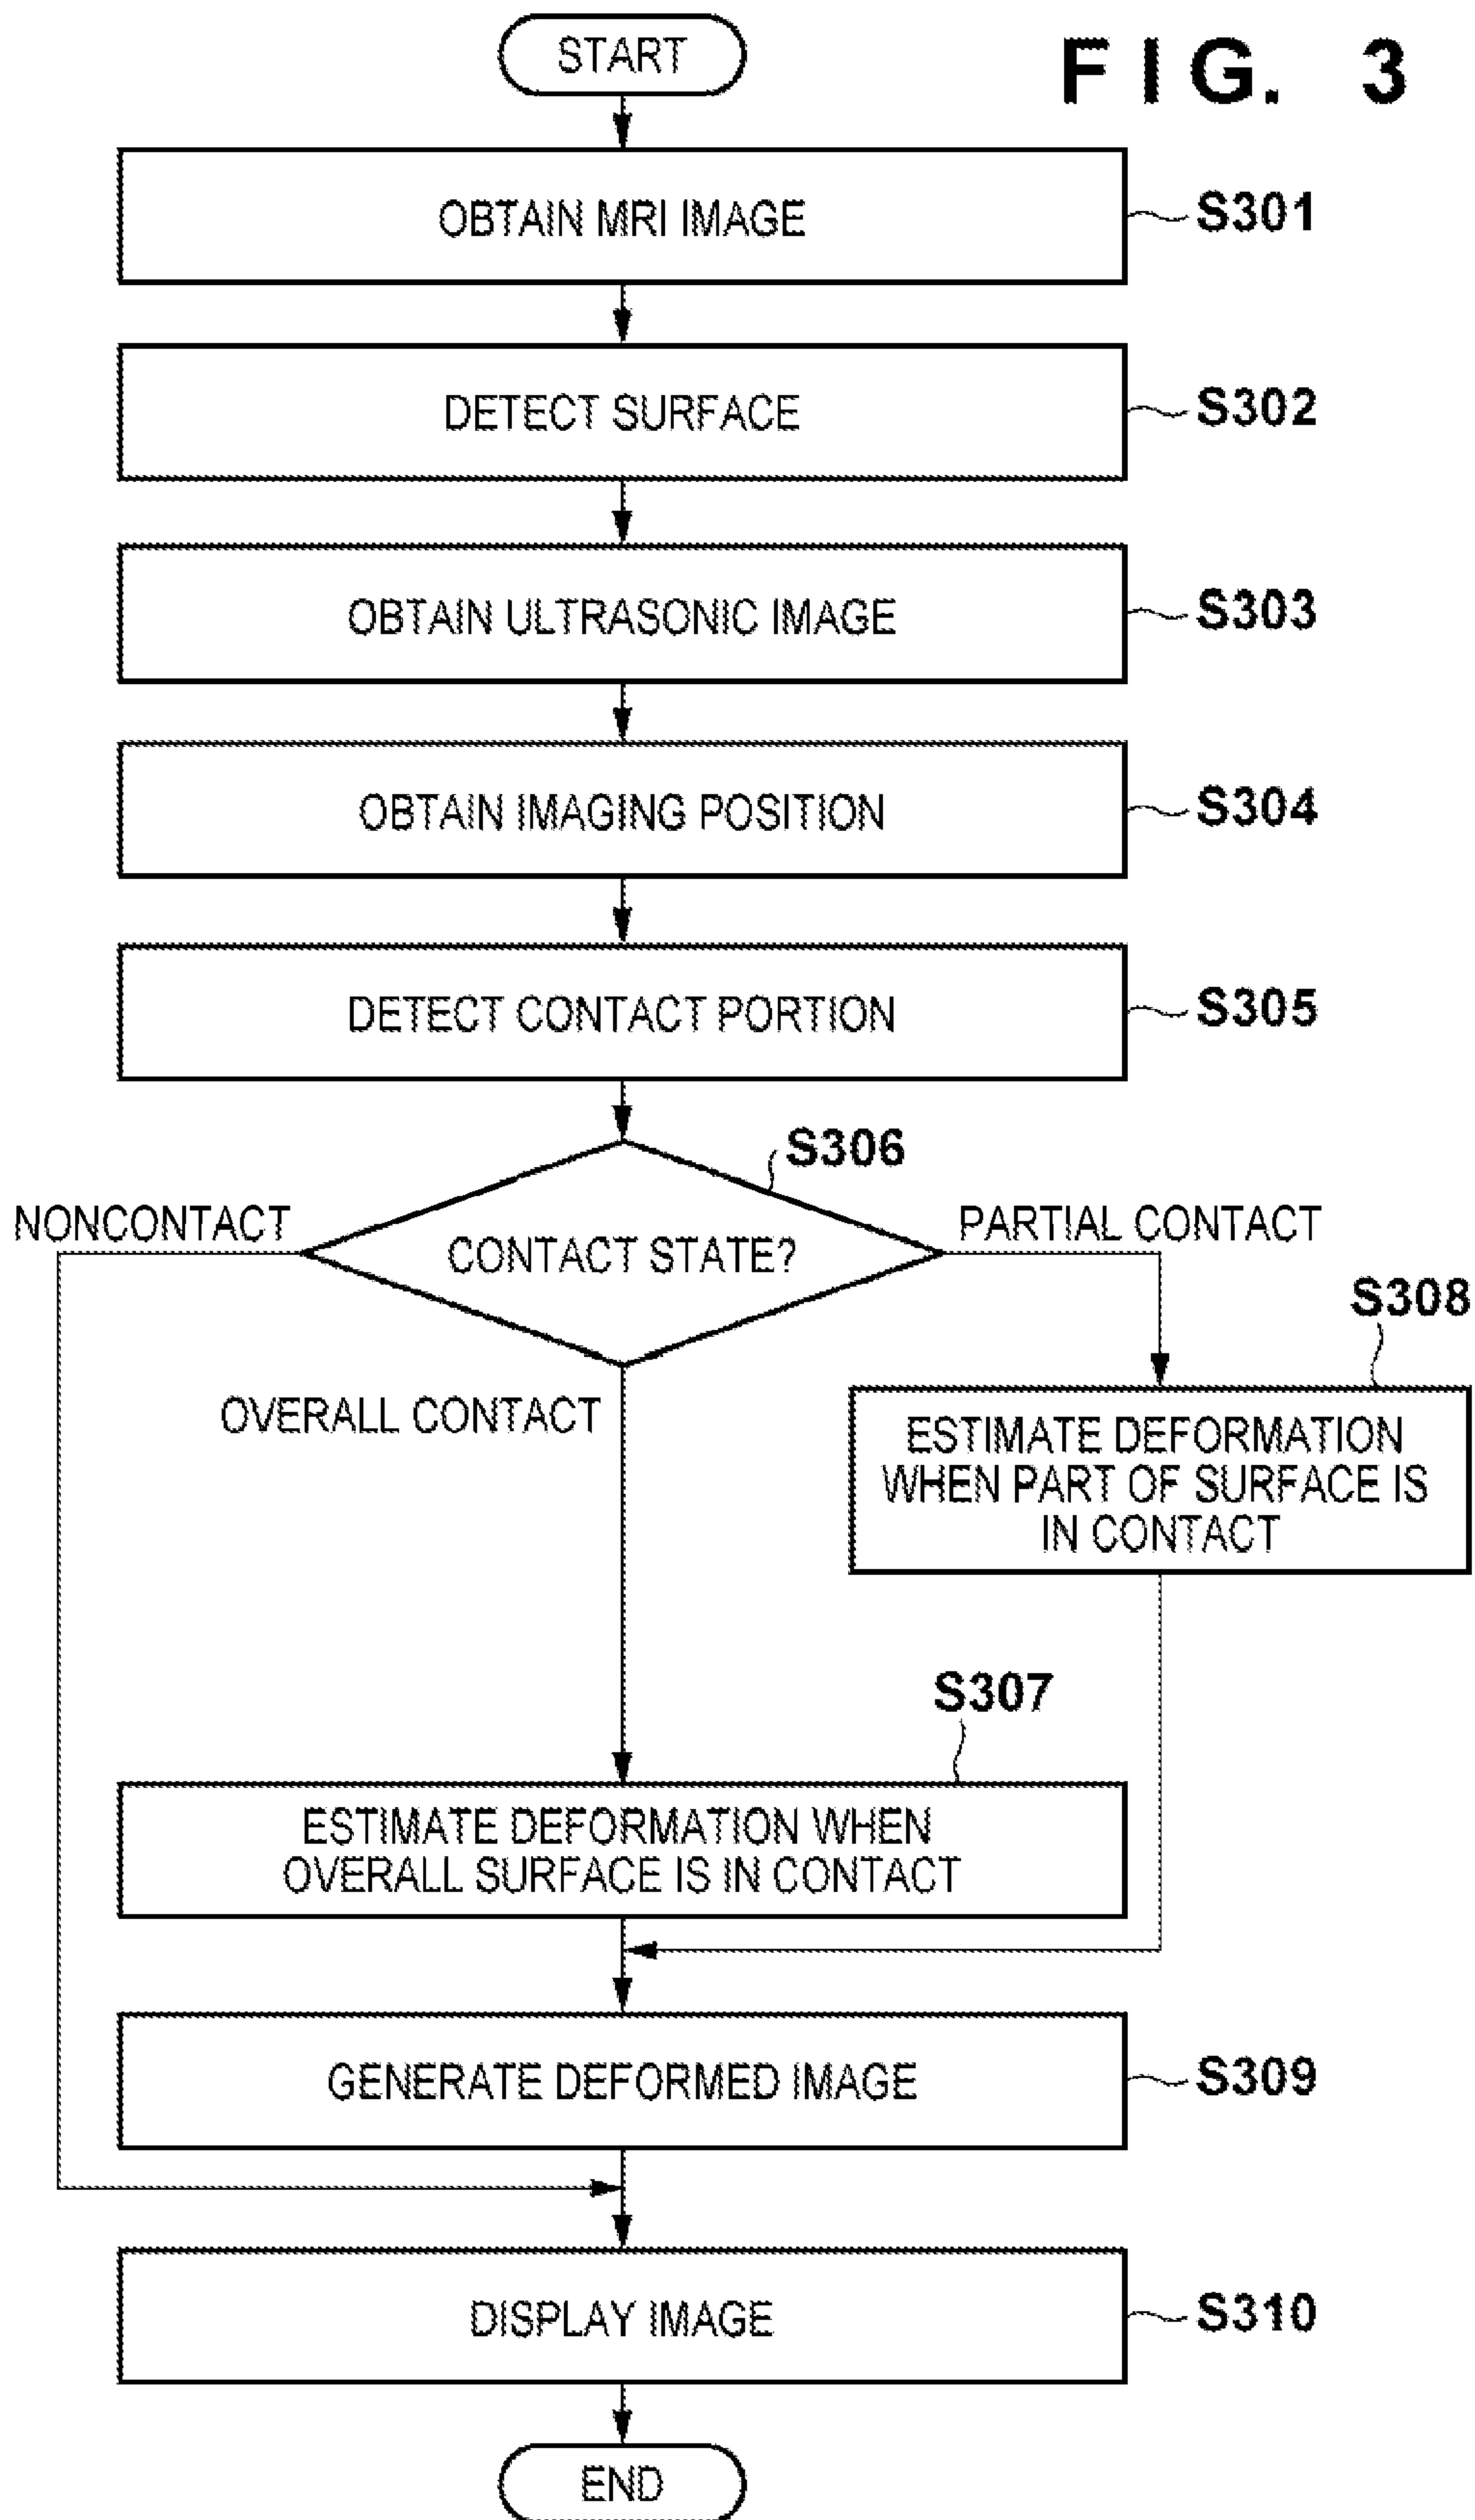 START
FIG. 3
OBTAIN MRI IMAGE
S301
DETECT SURFACE
S302
OBTAIN ULTRASONIC IMAGE
S303
OBTAIN IMAGING POSITION
S304
DETECT CONTACT PORTION
S305
S306
NONCONTACT
CONTACT STATE?
PARTIAL CONTACT
S308
OVERALL CONTACT
ESTIMATE DEFORMATION
WHEN PART OF SURFACE IS
IN CONTACT
S307
ESTIMATE DEFORMATION WHEN
OVERALL SURFACE IS IN CONTACT
GENERATE DEFORMED IMAGE
S309
DISPLAY IMAGE
S310
END